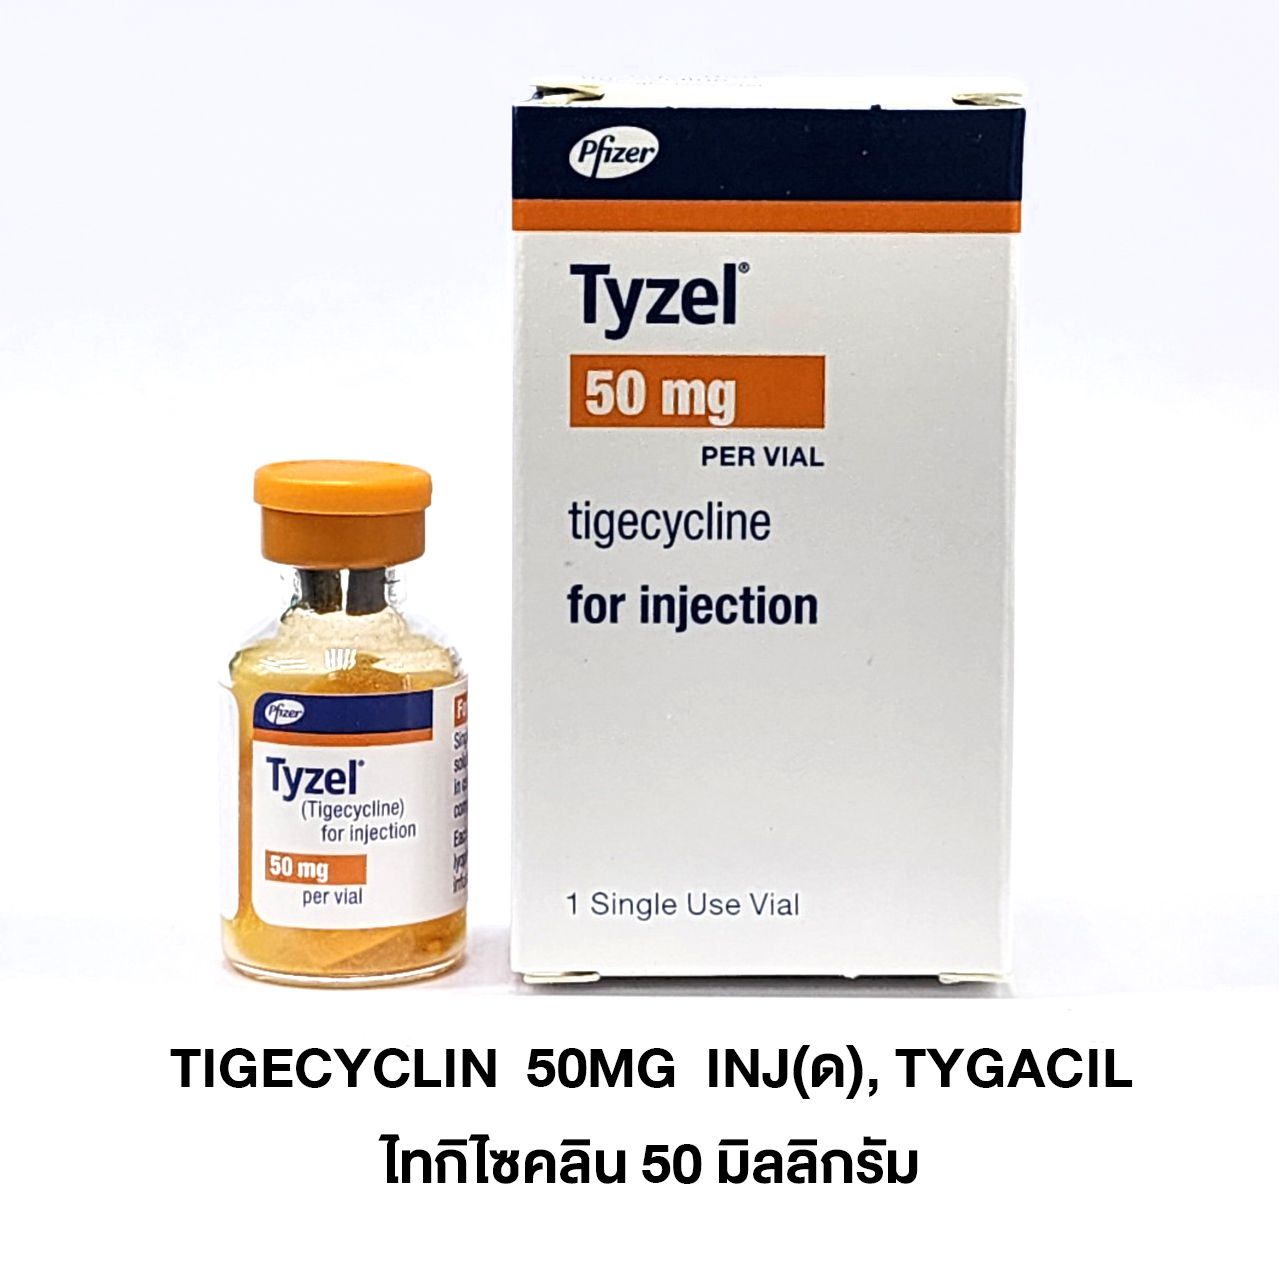 Pfizer
Tyzel®
50 mg
PER VIAL
tigecycline
for injection
1 Single Use Vial
Pfizer
Tyzel®
(Tigecycline)
for injection
50 mg
per vial
TIGECYCLIN 50MG INJ(ด), TYGACIL
ไทกิไซคลิน 50 มิลลิกรัม